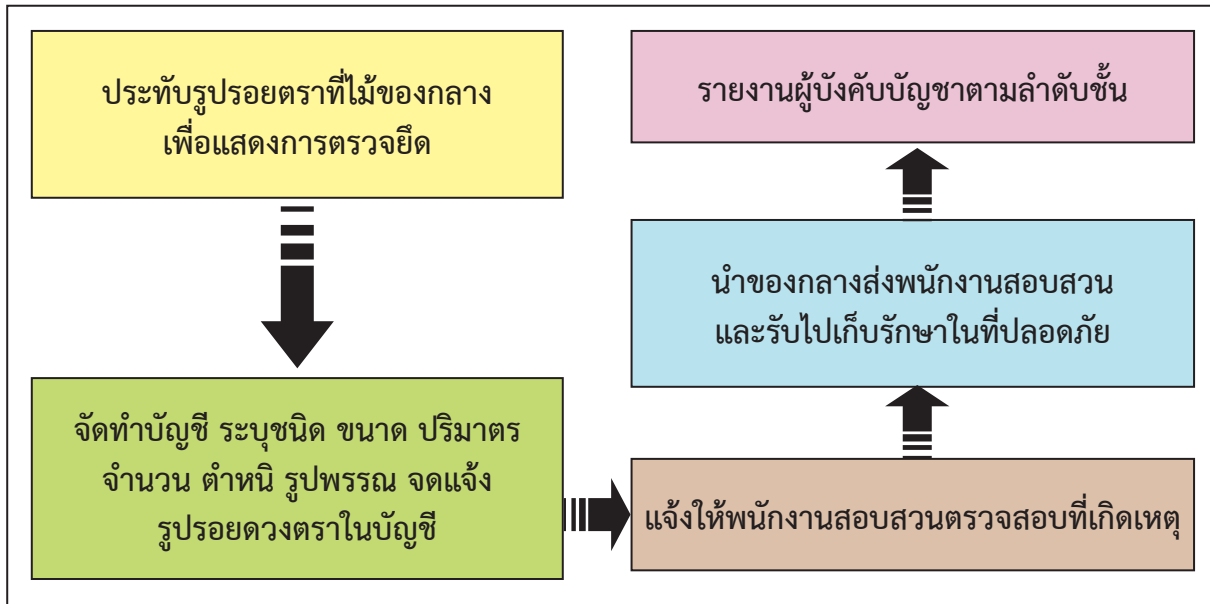 ประทับรูปรอยตราที่ไม้ของกลาง
เพื่อแสดงการตรวจยึด
จัดทำบัญชี ระบุชนิด ขนาด ปริมาตร
จำนวน ตำหนิ รูปพรรณ จดแจ้ง
รูปรอยดวงตราในบัญชี
แจ้งให้พนักงานสอบสวนตรวจสอบที่เกิดเหตุ
นำของกลางส่งพนักงานสอบสวน
และรับไปเก็บรักษาในที่ปลอดภัย
รายงานผู้บังคับบัญชาตามลำดับชั้น